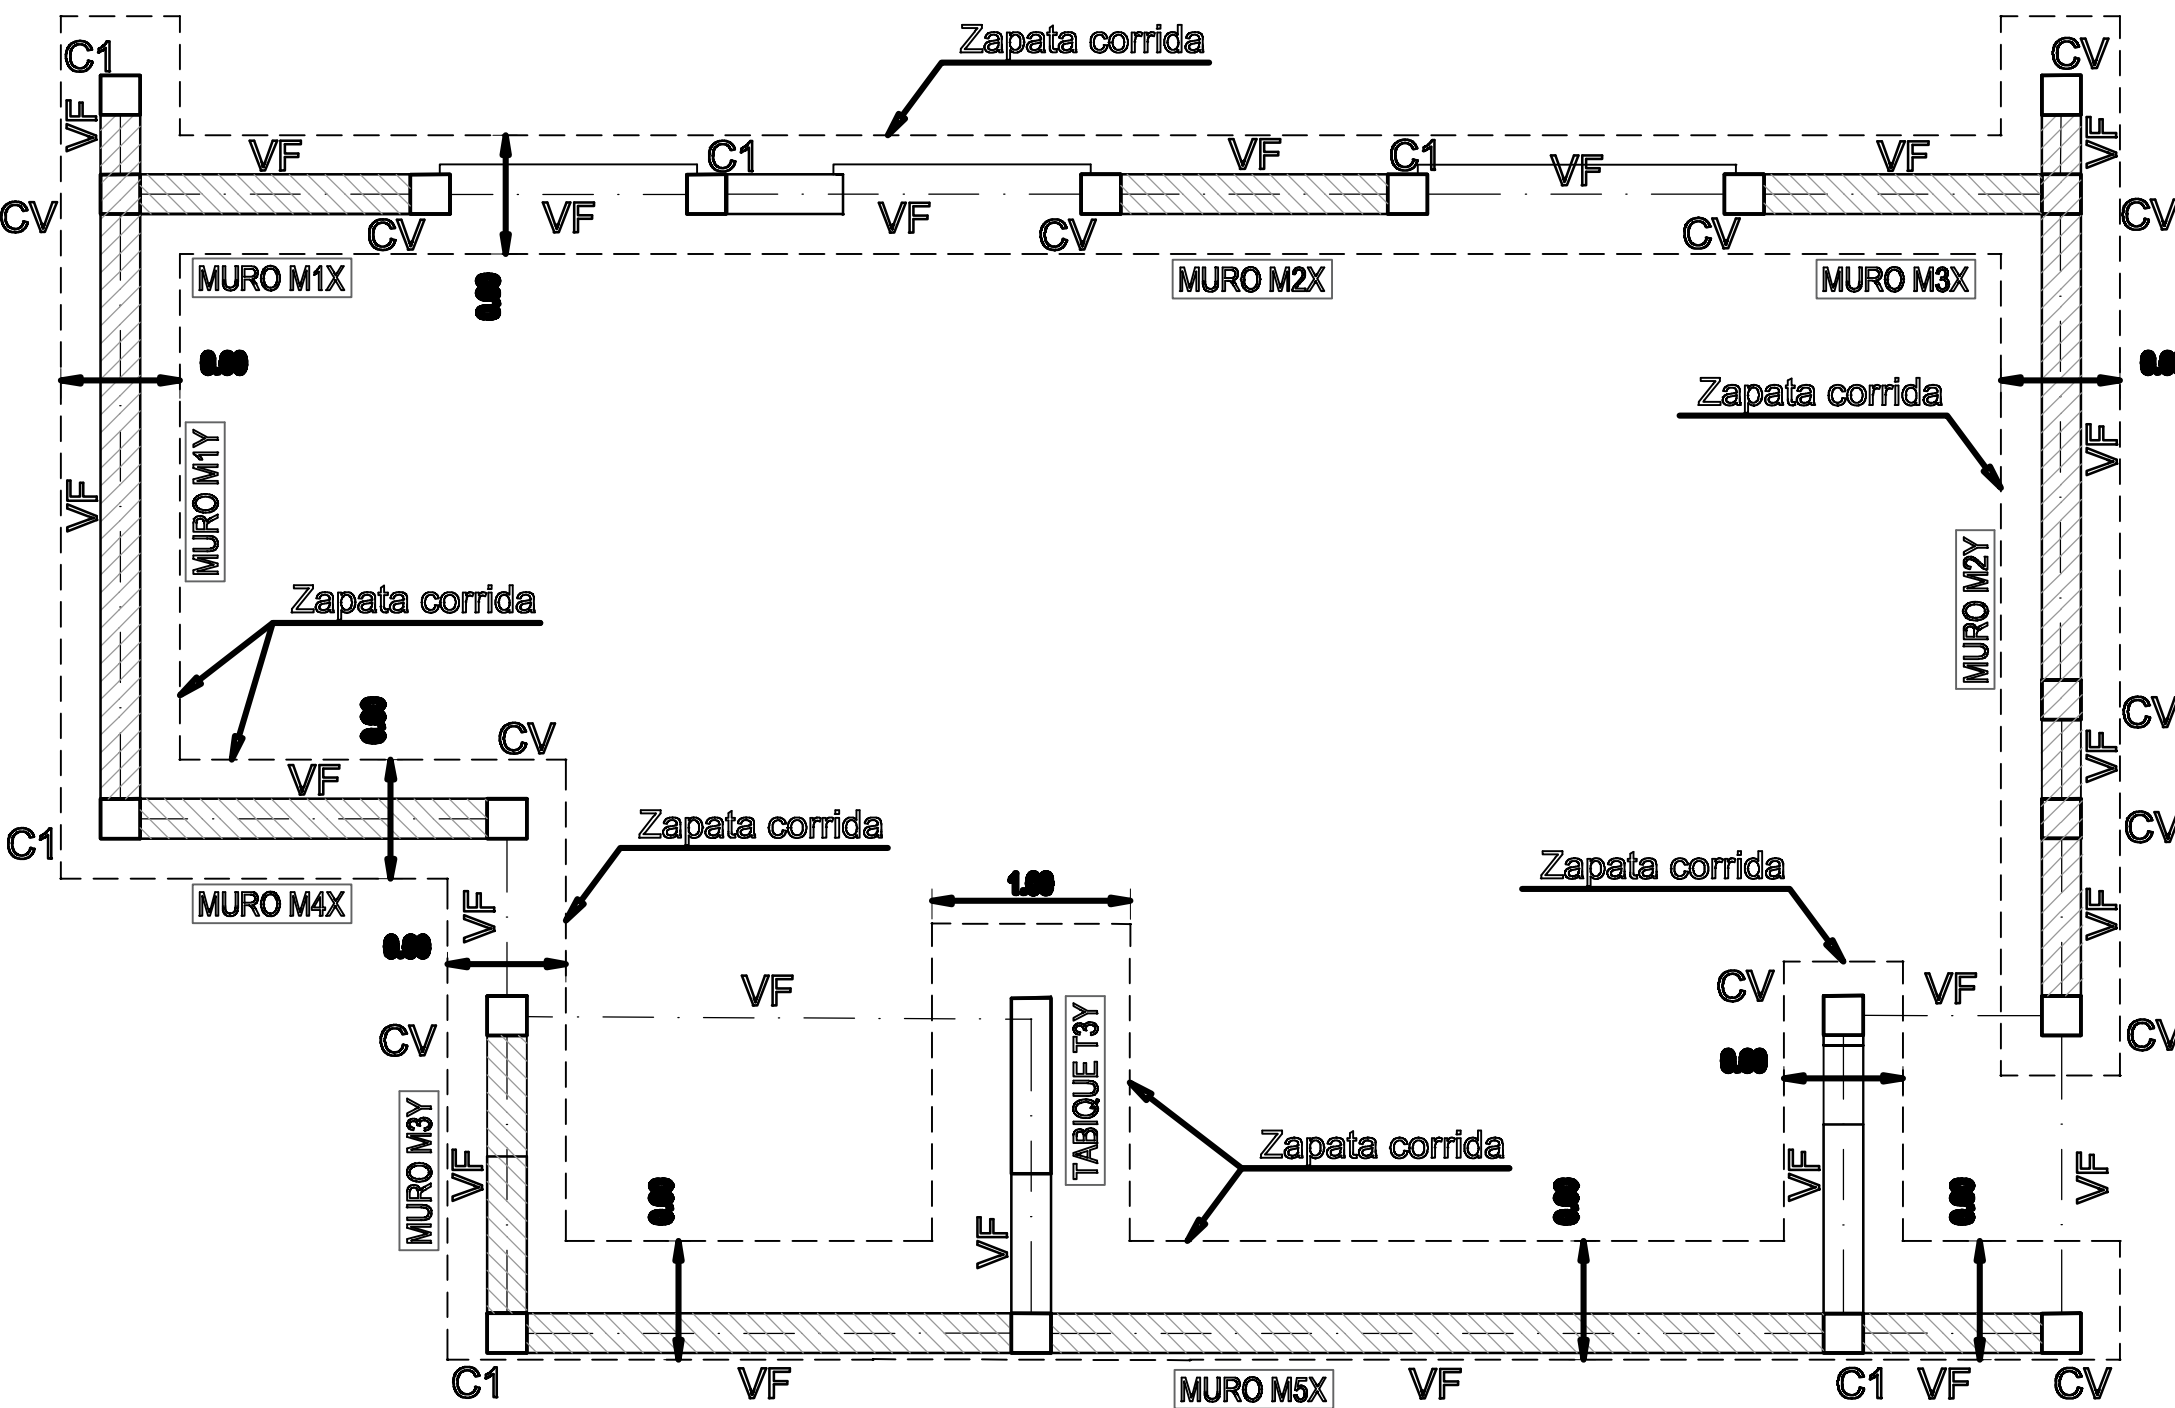 Zapata corrida
C1
CV
VF
VF
VF
C1
VF
C1
VF
VF
CV
VF
VF
CV
CV
CV
CV
MURO M1X
MURO M2X
MURO M3X
Zapata corrida
VF
MURO M1Y
VF
MURO M2Y
Zapata corrida
CV
CV
VF
VF
Zapata corrida
CV
C1
Zapata corrida
MURO M4X
VF
VF
1.00
VF
CV
VF
CV
CV
TABIQUE T3Y
MURO M3Y
VF
Zapata corrida
VF
VF
VF
C1
VF
MURO M5X
VF
C1
VF
CV